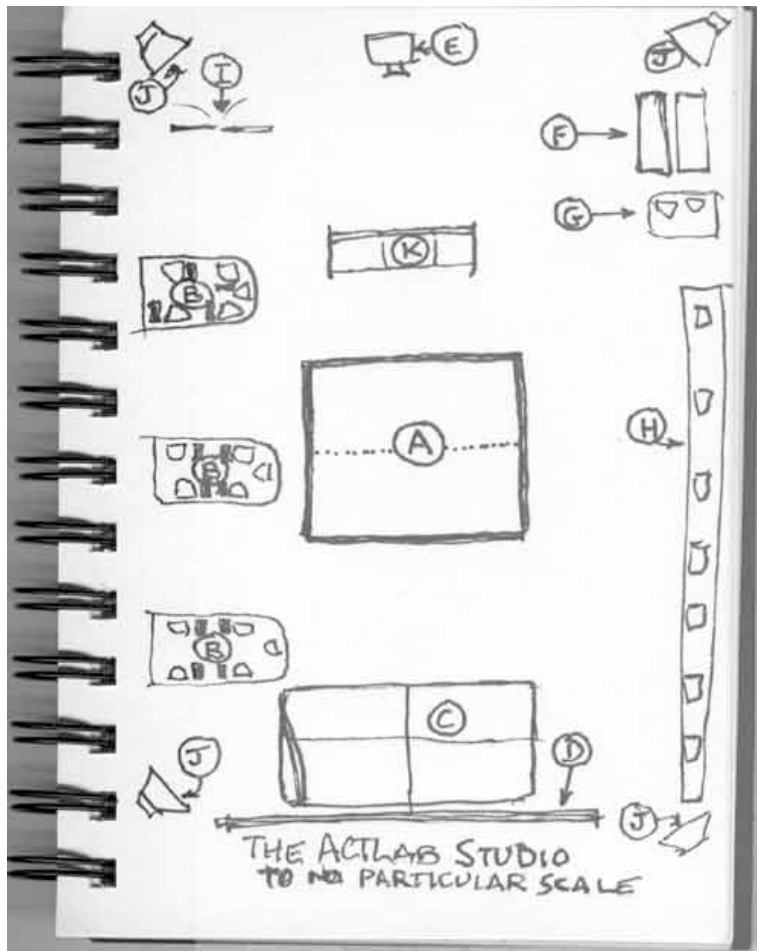 J
I
E
J
F
G
K
B
A
H
B
B
C
J
D
J
THE ACTLAB STUDIO
TO NO PARTICULAR SCALE